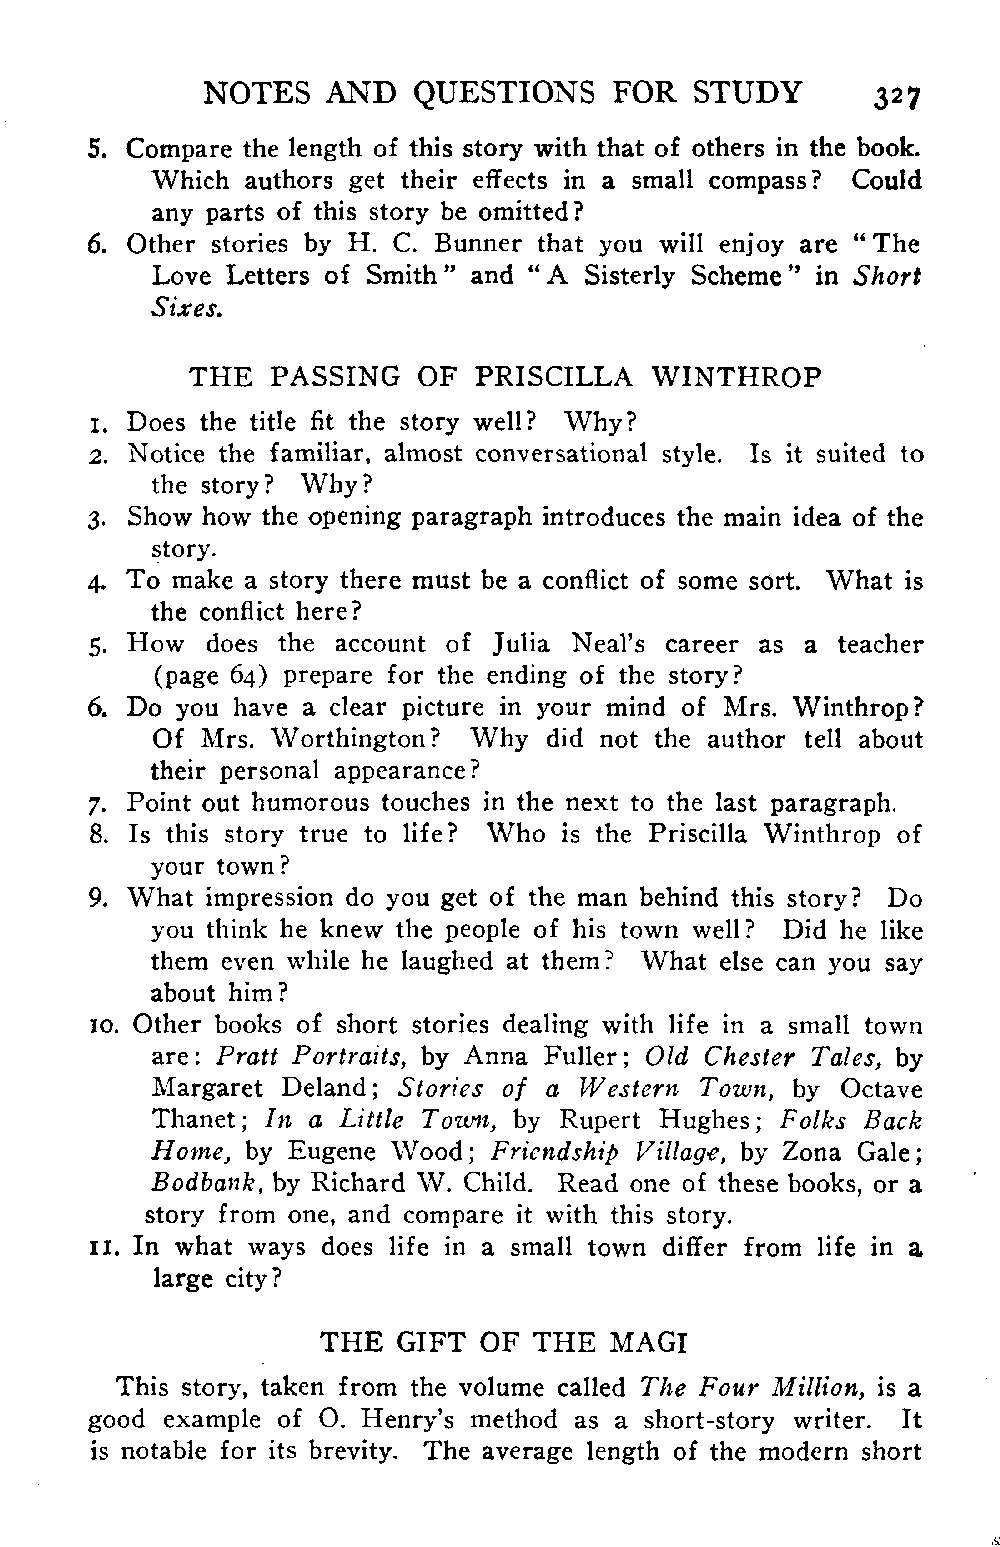 NOTES AND QUESTIONS FOR STUDY 327
5. Compare the length of this story with that of others in the book.
Which authors get their effects in a small compass? Could
any parts of this story be omitted?
6. Other stories by H. C. Bunner that you will enjoy are "The
Love Letters of Smith" and "A Sisterly Scheme" in Short
Sixes.
THE PASSING OF PRISCILLA WINTHROP
1. Does the title fit the story well? Why?
2. Notice the familiar, almost conversational style. Is it suited to
the story? Why?
3. Show how the opening paragraph introduces the main idea of the
story.
4. To make a story there must be a conflict of some sort. What is
the conflict here?
5. How does the account of Julia Neal's career as a teacher
(page 64) prepare for the ending of the story?
6. Do you have a clear picture in your mind of Mrs. Winthrop?
Of Mrs. Worthington? Why did not the author tell about
their personal appearance?
7. Point out humorous touches in the next to the last paragraph.
8. Is this story true to life? Who is the Priscilla Winthrop of
your town?
9. What impression do you get of the man behind this story? Do
you think he knew the people of his town well? Did he like
them even while he laughed at them? What else can you say
about him?
10. Other books of short stories dealing with life in a small town
are: Pratt Portraits, by Anna Fuller; Old Chester Tales, by
Margaret Deland; Stories of a Western Town, by Octave
Thanet; In a Little Town, by Rupert Hughes; Folks Back
Home, by Eugene Wood; Friendship Village, by Zona Gale;
Bodbank, by Richard W. Child. Read one of these books, or a
story from one, and compare it with this story.
11. In what ways does life in a small town differ from life in a
large city?
THE GIFT OF THE MAGI
This story, taken from the volume called The Four Million, is a
good example of O. Henry's method as a short-story writer. It
is notable for its brevity. The average length of the modern short